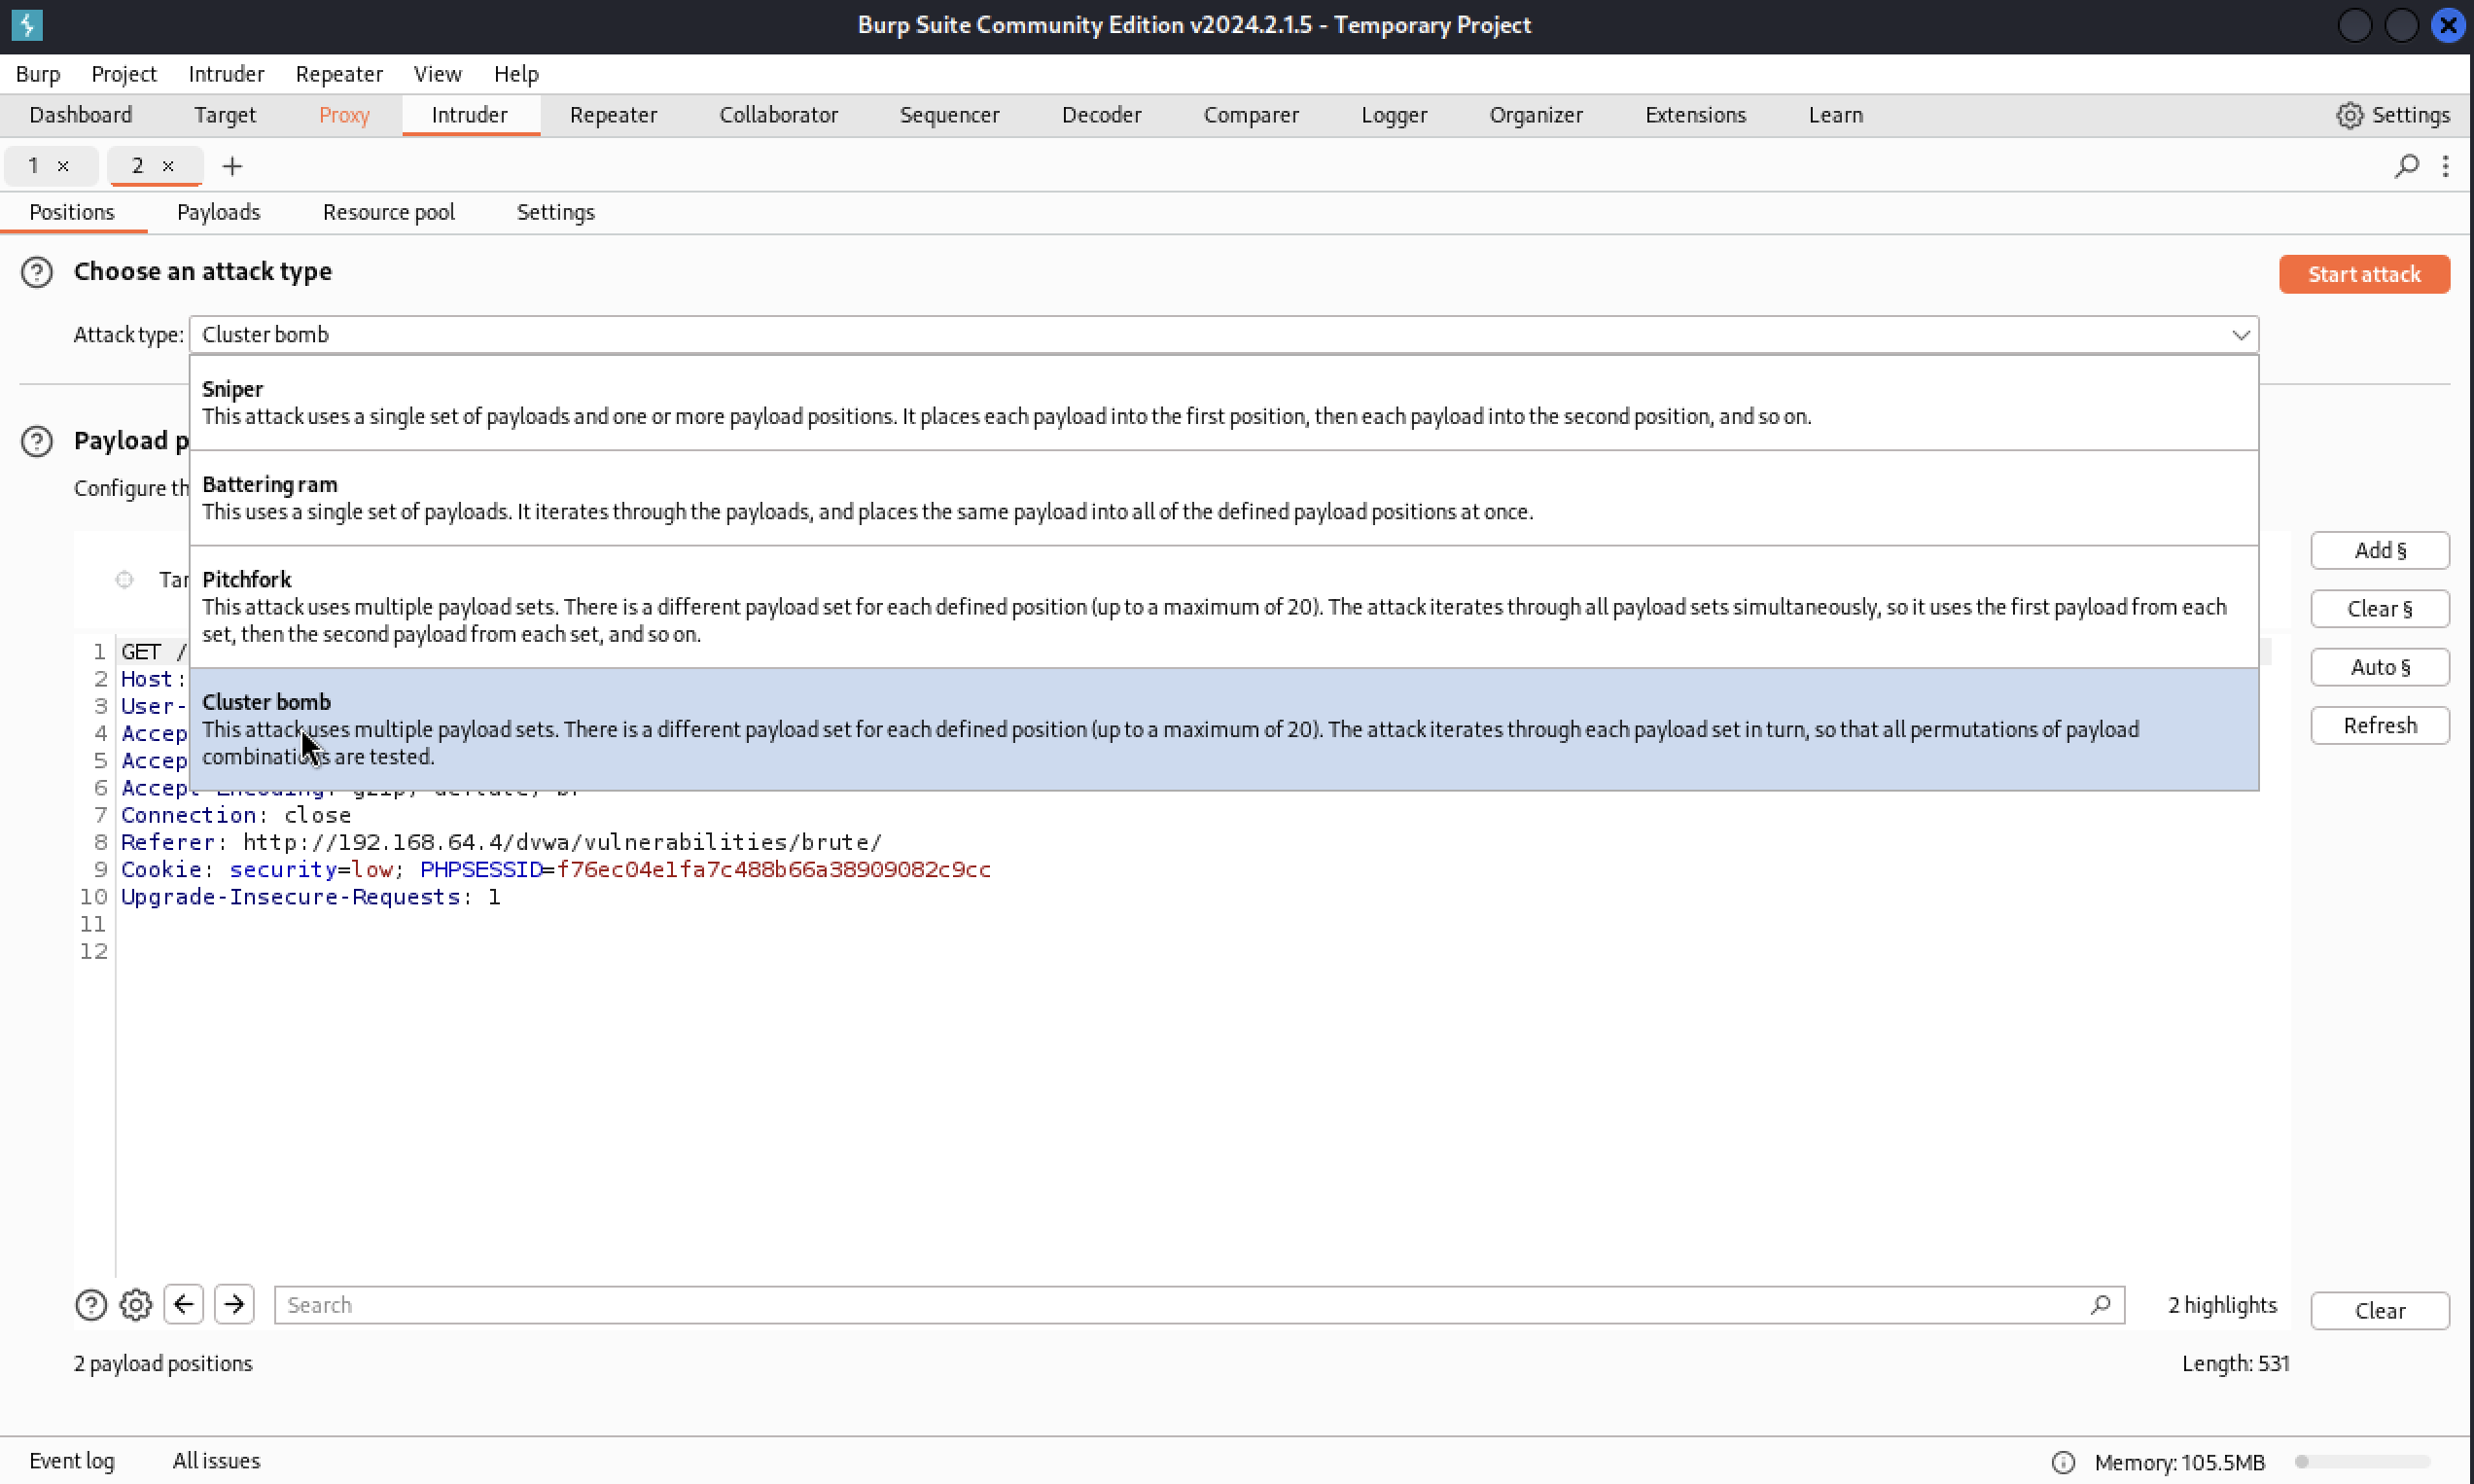 Burp Suite Community Edition v2024.2.1.5 - Temporary Project
Burp Project Intruder Repeater View Help
Dashboard Target Proxy Intruder Repeater Collaborator Sequencer Decoder Comparer Logger Organizer Extensions Learn Settings
1 × 2 × +
Positions Payloads Resource pool Settings
? Choose an attack type Start attack
Attack type: Cluster bomb
Sniper
This attack uses a single set of payloads and one or more payload positions. It places each payload into the first position, then each payload into the second position, and so on.
? Payload p
Configure th
Battering ram
This uses a single set of payloads. It iterates through the payloads, and places the same payload into all of the defined payload positions at once.
Add §
Tar
Pitchfork
This attack uses multiple payload sets. There is a different payload set for each defined position (up to a maximum of 20). The attack iterates through all payload sets simultaneously, so it uses the first payload from each
set, then the second payload from each set, and so on.
Clear §
Auto §
Cluster bomb
This attack uses multiple payload sets. There is a different payload set for each defined position (up to a maximum of 20). The attack iterates through each payload set in turn, so that all permutations of payload
combinations are tested.
Refresh
1 GET /
2 Host:
3 User-
4 Accep
5 Accep
6 Accept-Encoding: gzip, deflate, br
7 Connection: close
8 Referer: http://192.168.64.4/dvwa/vulnerabilities/brute/
9 Cookie: security=low; PHPSESSID=f76ec04e1fa7c488b66a38909082c9cc
10 Upgrade-Insecure-Requests: 1
11
12
? Search 2 highlights Clear
2 payload positions Length: 531
Event log All issues Memory: 105.5MB